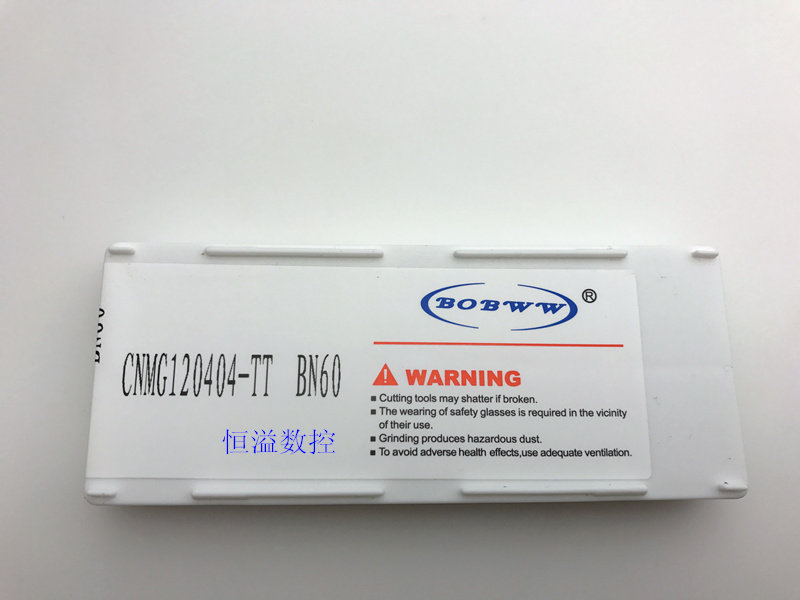 BOBWW ®
CNMG120404-TT BN60
恒溢数控
WARNING
■ Cutting tools may shatter if broken.
■ The wearing of safety glasses is required in the vicinity
of their use.
■ Grinding produces hazardous dust.
■ To avoid adverse health effects,use adequate ventilation.
BN60